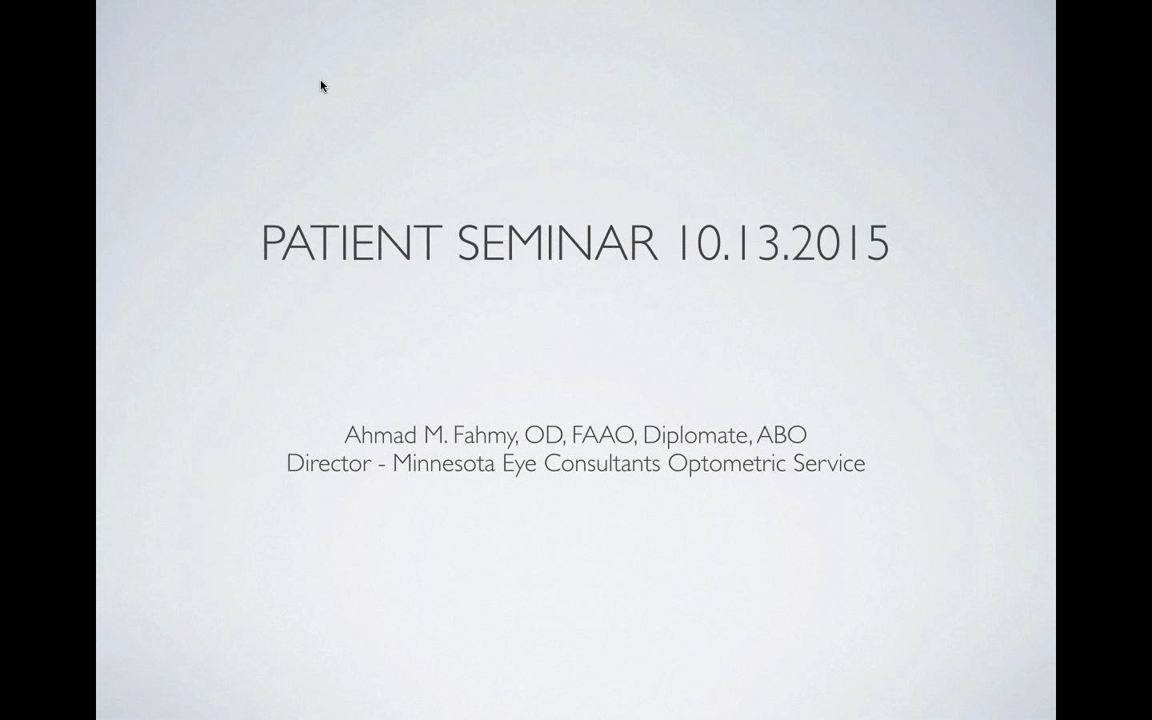 PATIENT SEMINAR 10.13.2015
Ahmad M. Fahmy, OD, FAAO, Diplomate, ABO
Director - Minnesota Eye Consultants Optometric Service